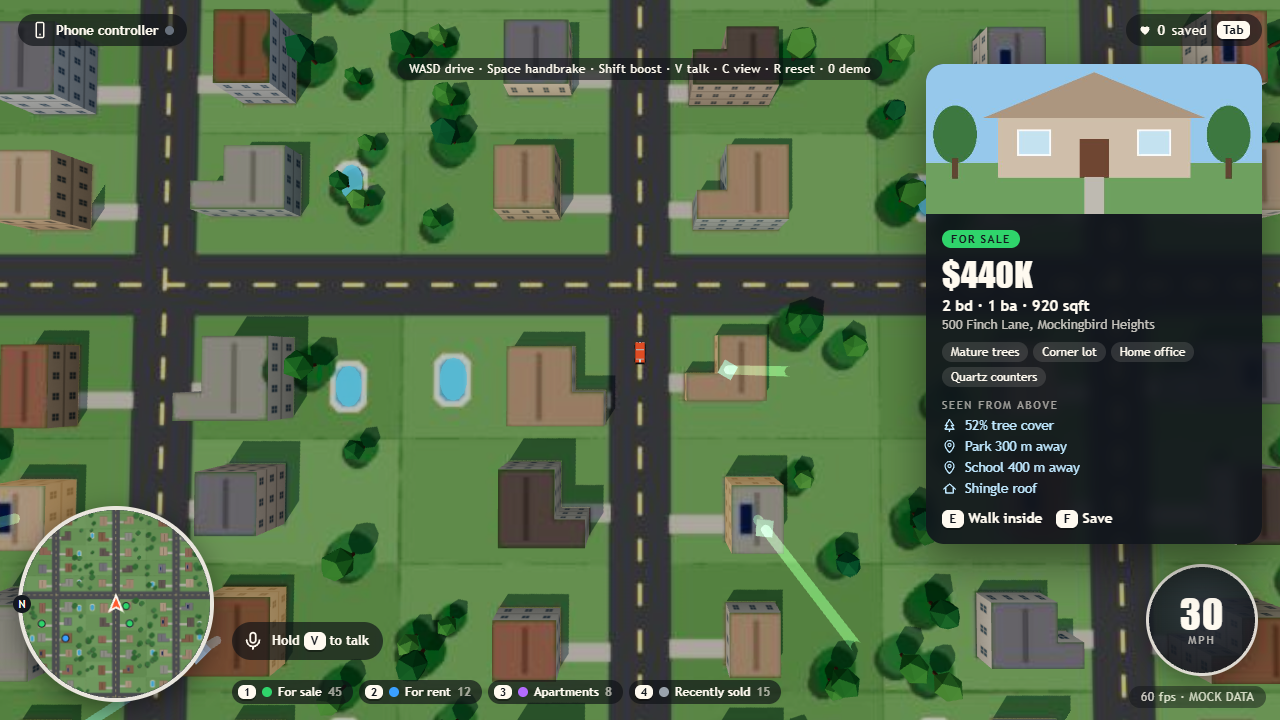 Phone controller
0 saved Tab
WASD drive · Space handbrake · Shift boost · V talk · C view · R reset · 0 demo
FOR SALE
$440K
2 bd · 1 ba · 920 sqft
500 Finch Lane, Mockingbird Heights
Mature trees Corner lot Home office
Quartz counters
SEEN FROM ABOVE
52% tree cover
Park 300 m away
School 400 m away
Shingle roof
E Walk inside F Save
N
Hold V to talk
30
MPH
1 For sale 45 2 For rent 12 3 Apartments 8 4 Recently sold 15
60 fps · MOCK DATA